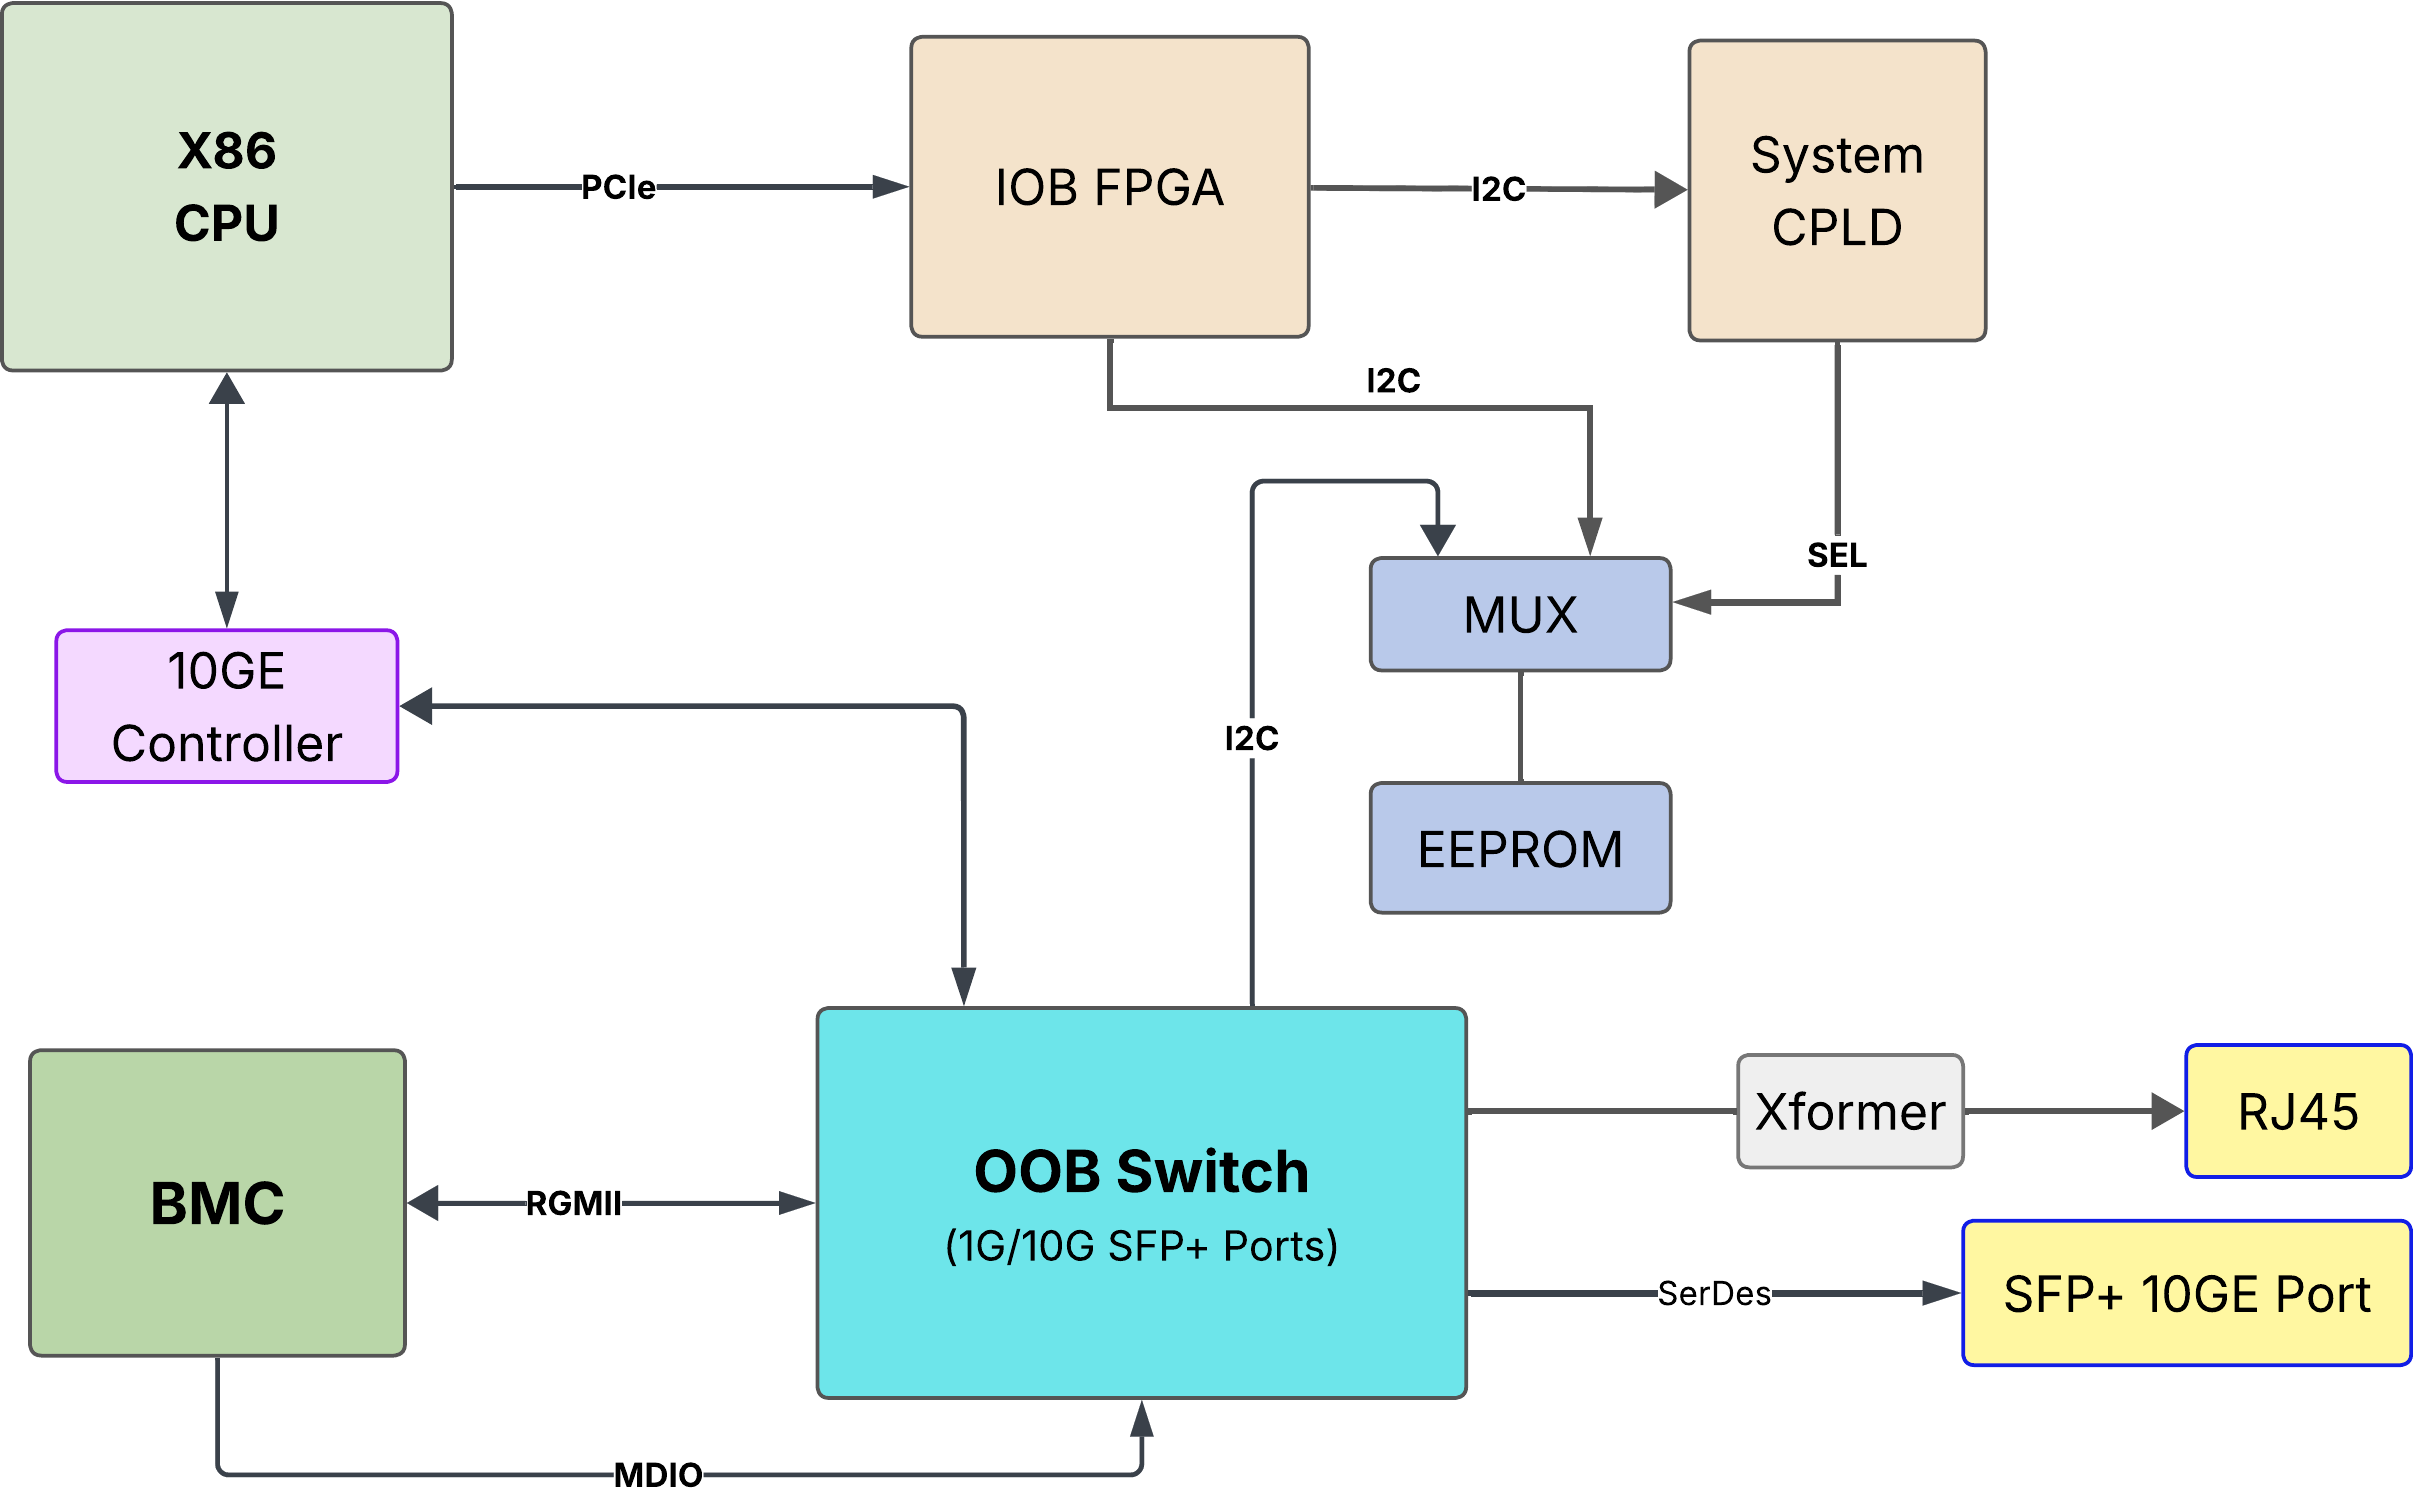 X86
CPU
PCIe
IOB FPGA
I2C
System
CPLD
I2C
SEL
MUX
10GE
Controller
I2C
EEPROM
BMC
RGMII
OOB Switch
(1G/10G SFP+ Ports)
Xformer
RJ45
SerDes
SFP+ 10GE Port
MDIO